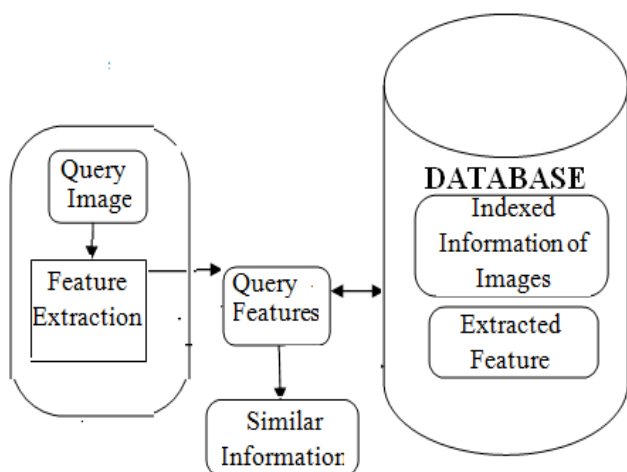 Query
Image
Feature
Extraction
Query
Features
Similar
Information
DATABASE
Indexed
Information of
Images
Extracted
Feature